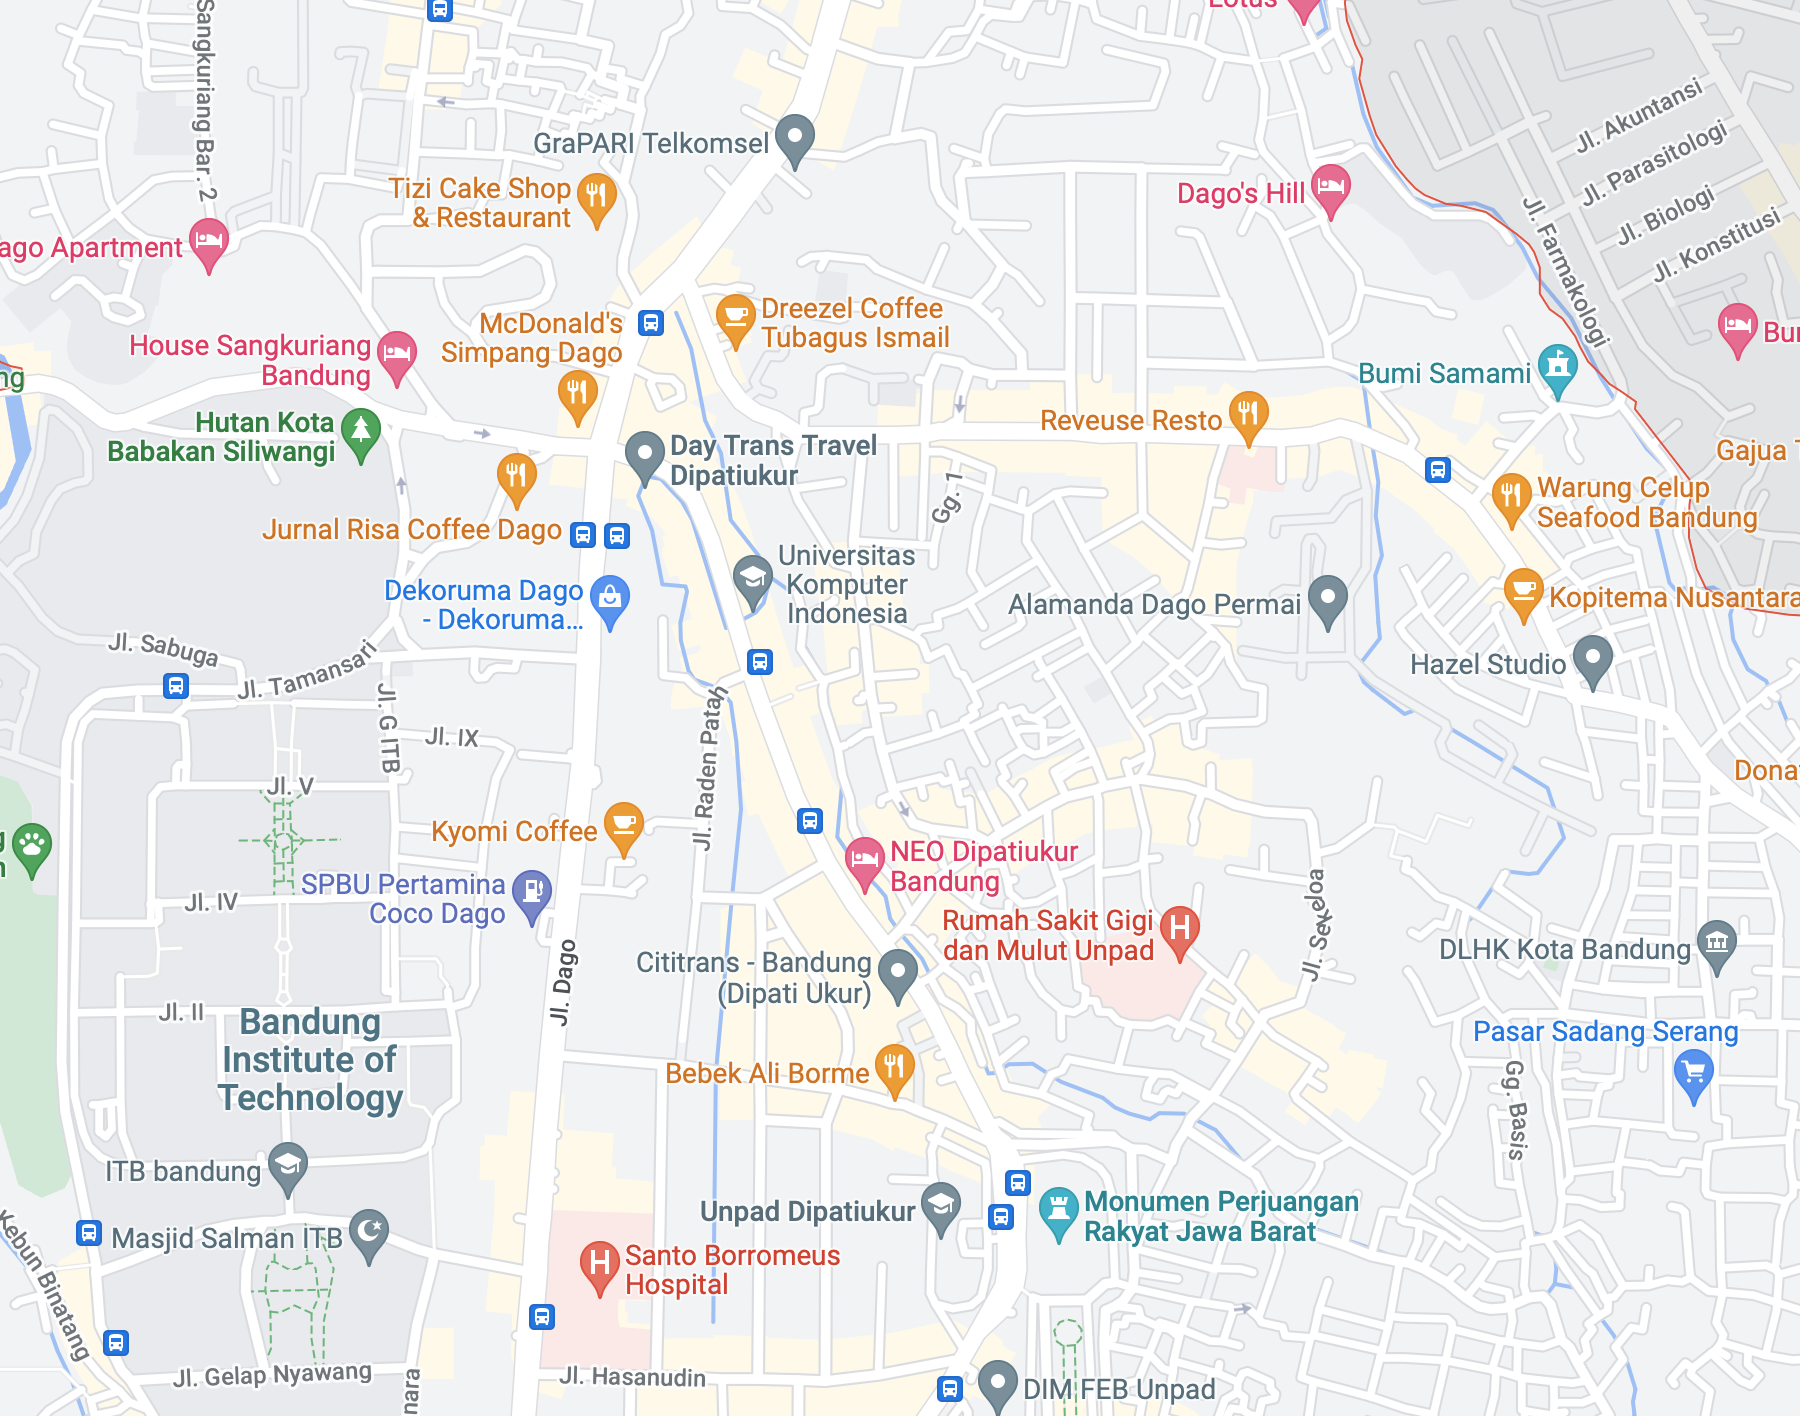 Lotus
Sangkuriang Bar. 2
GraPARI Telkomsel
Jl. Akuntansi
Jl. Parasitologi
Tizi Cake Shop
& Restaurant
Dago's Hill
Jl. Biologi
Jl. Konstitusi
ago Apartment
Jl. Farmakologi
McDonald's
Simpang Dago
Dreezel Coffee
Tubagus Ismail
House Sangkuriang
Bandung
Bur
ng
Bumi Samami
Hutan Kota
Babakan Siliwangi
Reveuse Resto
Day Trans Travel
Dipatiukur
Gajua T
Gg. 1
Warung Celup
Seafood Bandung
Jurnal Risa Coffee Dago
Universitas
Komputer
Indonesia
Dekoruma Dago
- Dekoruma...
Alamanda Dago Permai
Kopitema Nusantara
Jl. Sabuga
Jl. Tamansari
Hazel Studio
Jl. G ITB
Jl. IX
Jl. Raden Patah
Jl. V
Donat
Kyomi Coffee
g
n
NEO Dipatiukur
Bandung
SPBU Pertamina
Coco Dago
Jl. IV
Rumah Sakit Gigi
dan Mulut Unpad
Jl. Sekeloa
DLHK Kota Bandung
Jl. Dago
Cititrans - Bandung
(Dipati Ukur)
Jl. II
Bandung
Institute of
Technology
Pasar Sadang Serang
Bebek Ali Borme
Gg. Basis
ITB bandung
Unpad Dipatiukur
Monumen Perjuangan
Rakyat Jawa Barat
Masjid Salman ITB
Kebun Binatang
Santo Borromeus
Hospital
Jl. Gelap Nyawang
Jl. Hasanudin
nara
DIM FEB Unpad